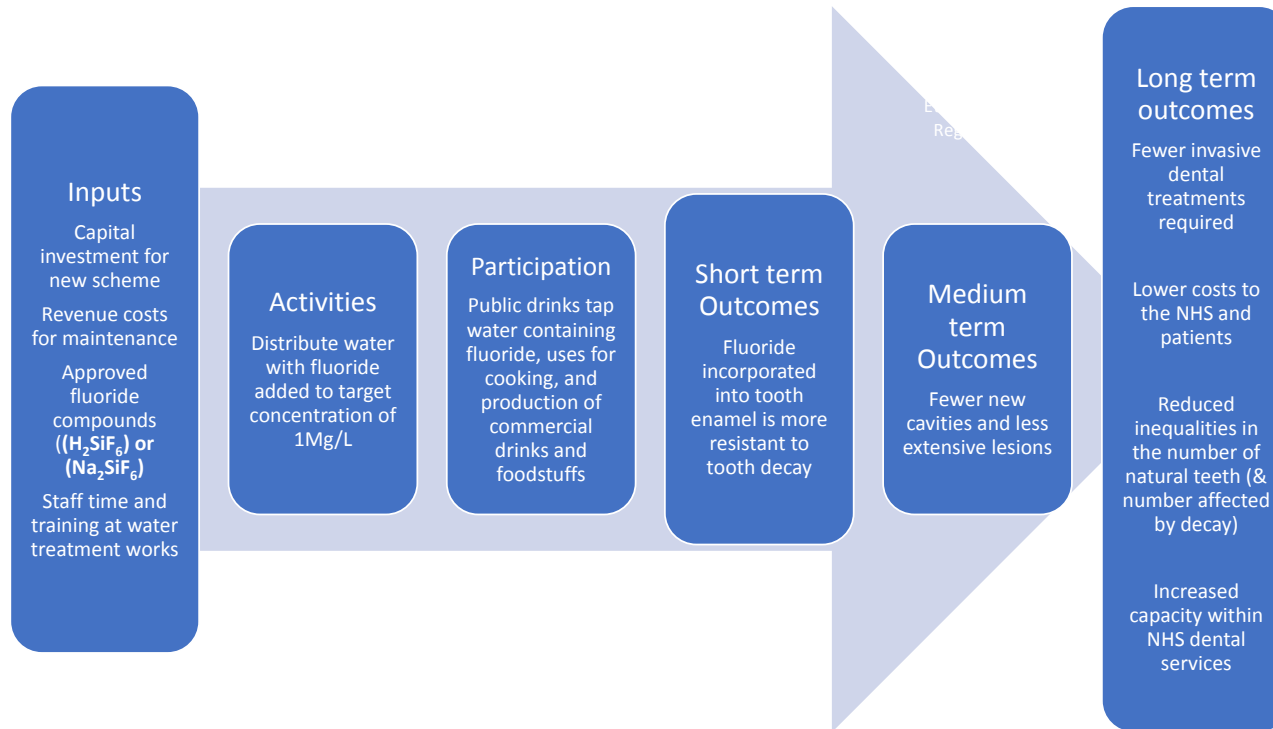 Inputs
Capital
investment for
new scheme
Revenue costs
for maintenance
Approved
fluoride
compounds
((H₂SiF₆) or
(Na₂SiF₆)
Staff time and
training at water
treatment works
Activities
Distribute water
with fluoride
added to target
concentration of
1Mg/L
Participation
Public drinks tap
water containing
fluoride, uses for
cooking, and
production of
commercial
drinks and
foodstuffs
Short term
Outcomes
Fluoride
incorporated
into tooth
enamel is more
resistant to
tooth decay
Medium
term
Outcomes
Fewer new
cavities and less
extensive lesions
Long term
outcomes
Fewer invasive
dental
treatments
required
Lower costs to
the NHS and
patients
Reduced
inequalities in
the number of
natural teeth (&
number affected
by decay)
Increased
capacity within
NHS dental
services